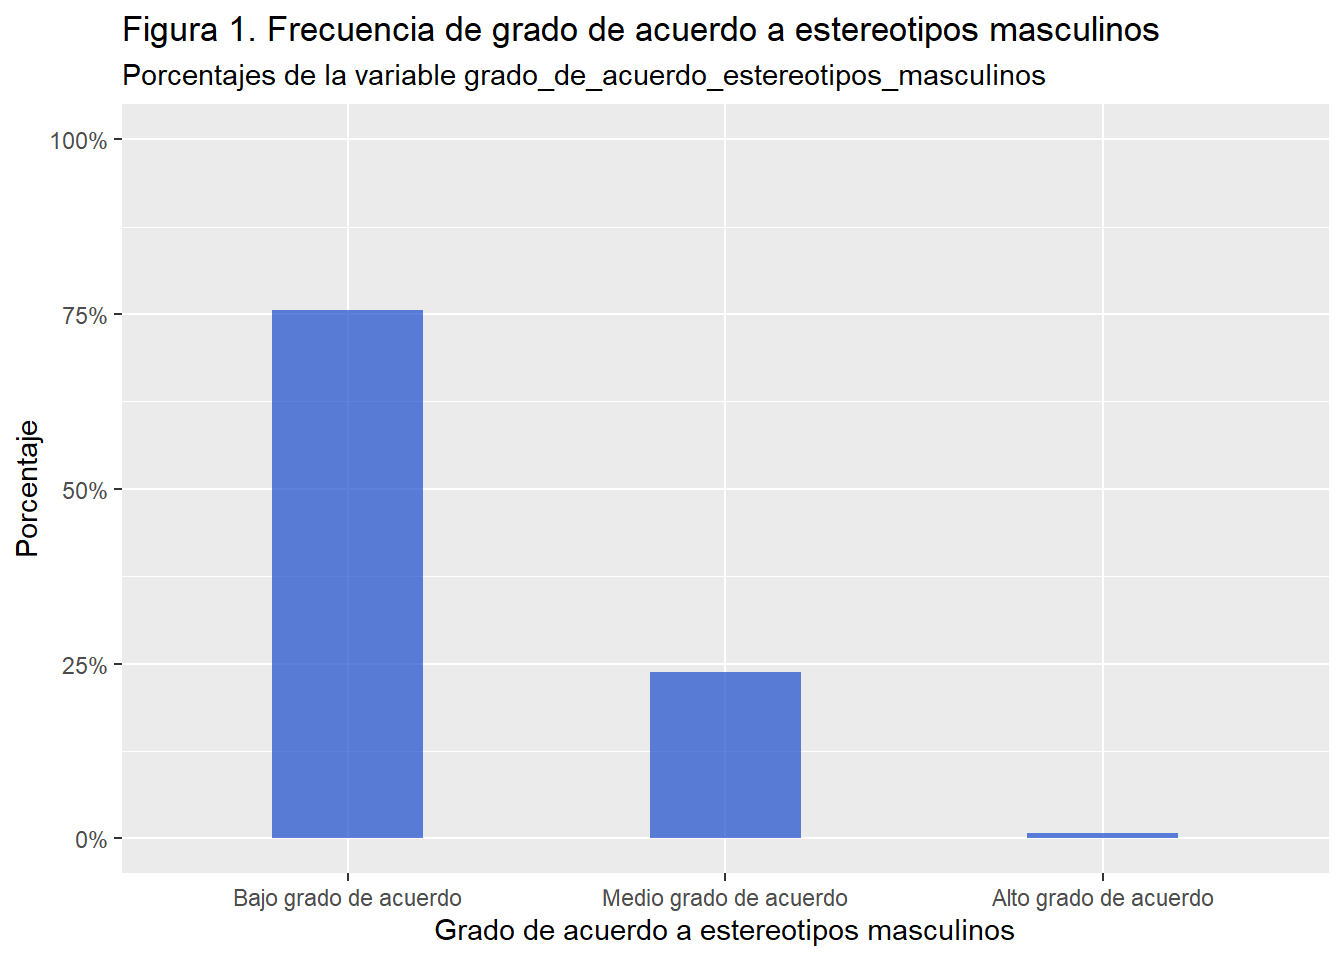 Figura 1. Frecuencia de grado de acuerdo a estereotipos masculinos
Porcentajes de la variable grado_de_acuerdo_estereotipos_masculinos
100%
75%
50%
25%
0%
Porcentaje
Bajo grado de acuerdo
Medio grado de acuerdo
Alto grado de acuerdo
Grado de acuerdo a estereotipos masculinos